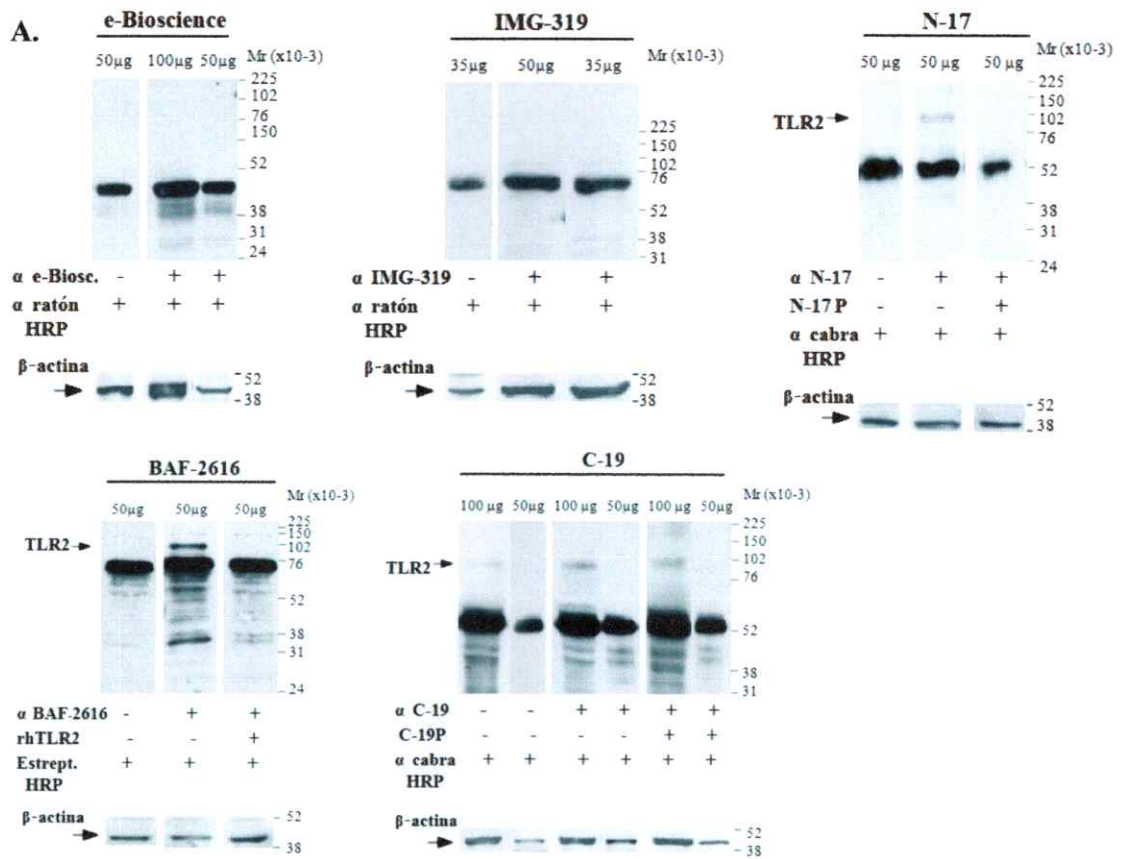 A.
e-Bioscience
50µg 100µg 50µg Mr (x10-3)
225
102
76
150
52
38
31
24
α e-Biosc. - + +
α ratón + + +
HRP
β-actina
52
38
IMG-319
35µg 50µg 35µg Mr (x10-3)
225
150
102
76
52
38
31
α IMG-319 - + +
α ratón + + +
HRP
β-actina
52
38
N-17
50 µg 50 µg 50 µg Mr (x10-3)
225
150
TLR2 102
76
52
38
31
24
α N-17 - + +
N-17 P - - +
α cabra + + +
HRP
β-actina
52
38
BAF-2616
50µg 50µg 50µg Mr (x10-3)
225
150
TLR2 102
76
52
38
31
24
α BAF-2616 - + +
rhTLR2 - - +
Estrept. + + +
HRP
β-actina
52
38
C-19
100 µg 50µg 100 µg 50µg 100 µg 50µg Mr (x10-3)
225
150
TLR2 102
76
52
38
31
α C-19 - - + + + +
C-19P - - - - + +
α cabra + + + + + +
HRP
β-actina
52
38